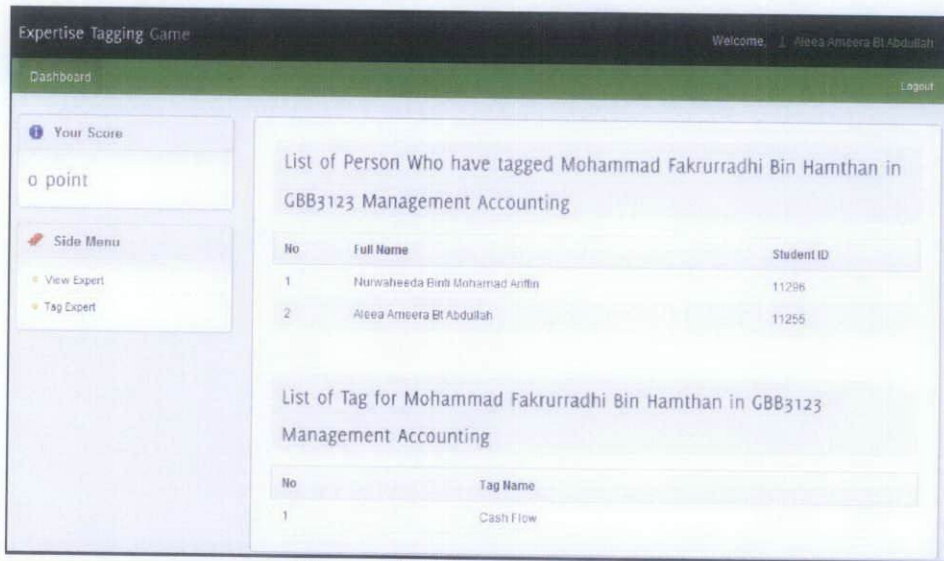 Expertise Tagging Game
Welcome, Aleea Ameera Bt Abdullah
Dashboard
Logout
Your Score
0 point
Side Menu
View Expert
Tag Expert
List of Person Who have tagged Mohammad Fakrurradhi Bin Hamthan in
GBB3123 Management Accounting
No Full Name Student ID
1 Nurwaheeda Binti Mohamad Ariffin 11296
2 Aleea Ameera Bt Abdullah 11255
List of Tag for Mohammad Fakrurradhi Bin Hamthan in GBB3123
Management Accounting
No Tag Name
1 Cash Flow